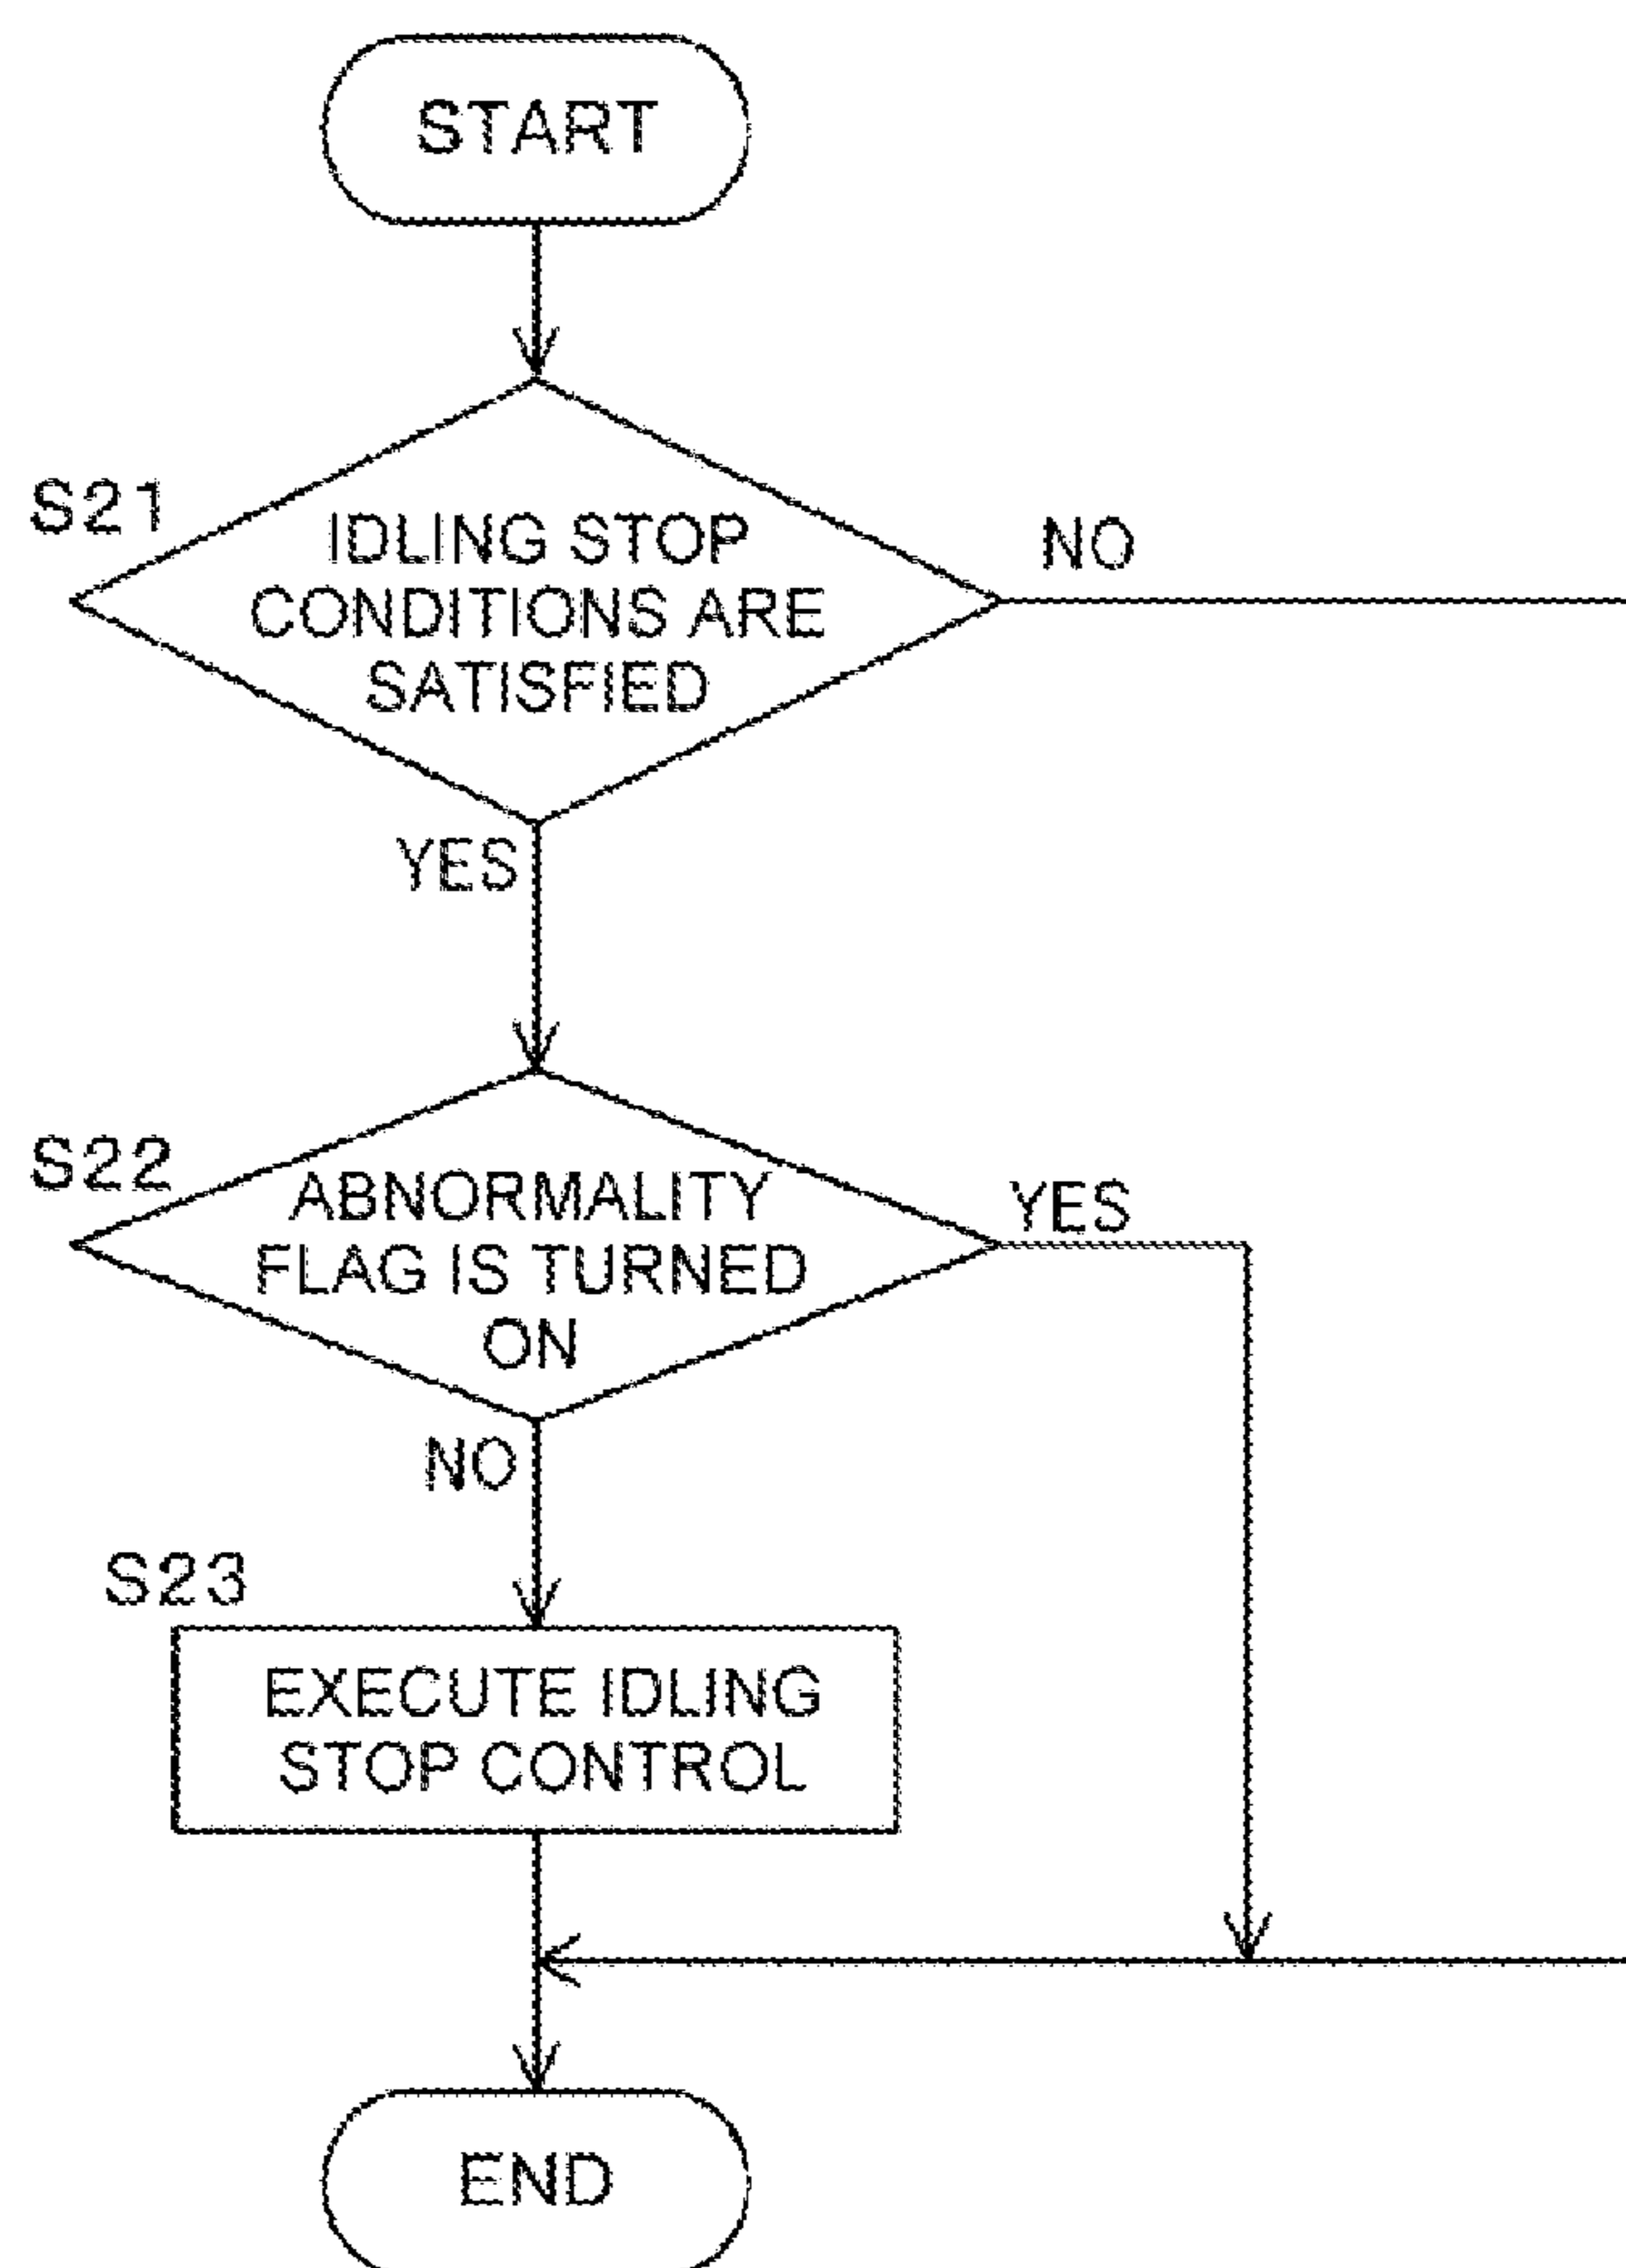 START
S21
IDLING STOP
CONDITIONS ARE
SATISFIED
NO
YES
S22
ABNORMALITY
FLAG IS TURNED
ON
YES
NO
S23
EXECUTE IDLING
STOP CONTROL
END